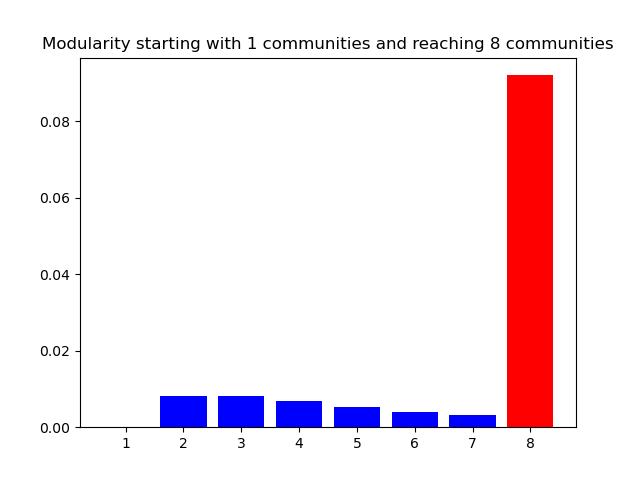 Modularity starting with 1 communities and reaching 8 communities
0.08
0.06
0.04
0.02
0.00
1 2 3 4 5 6 7 8